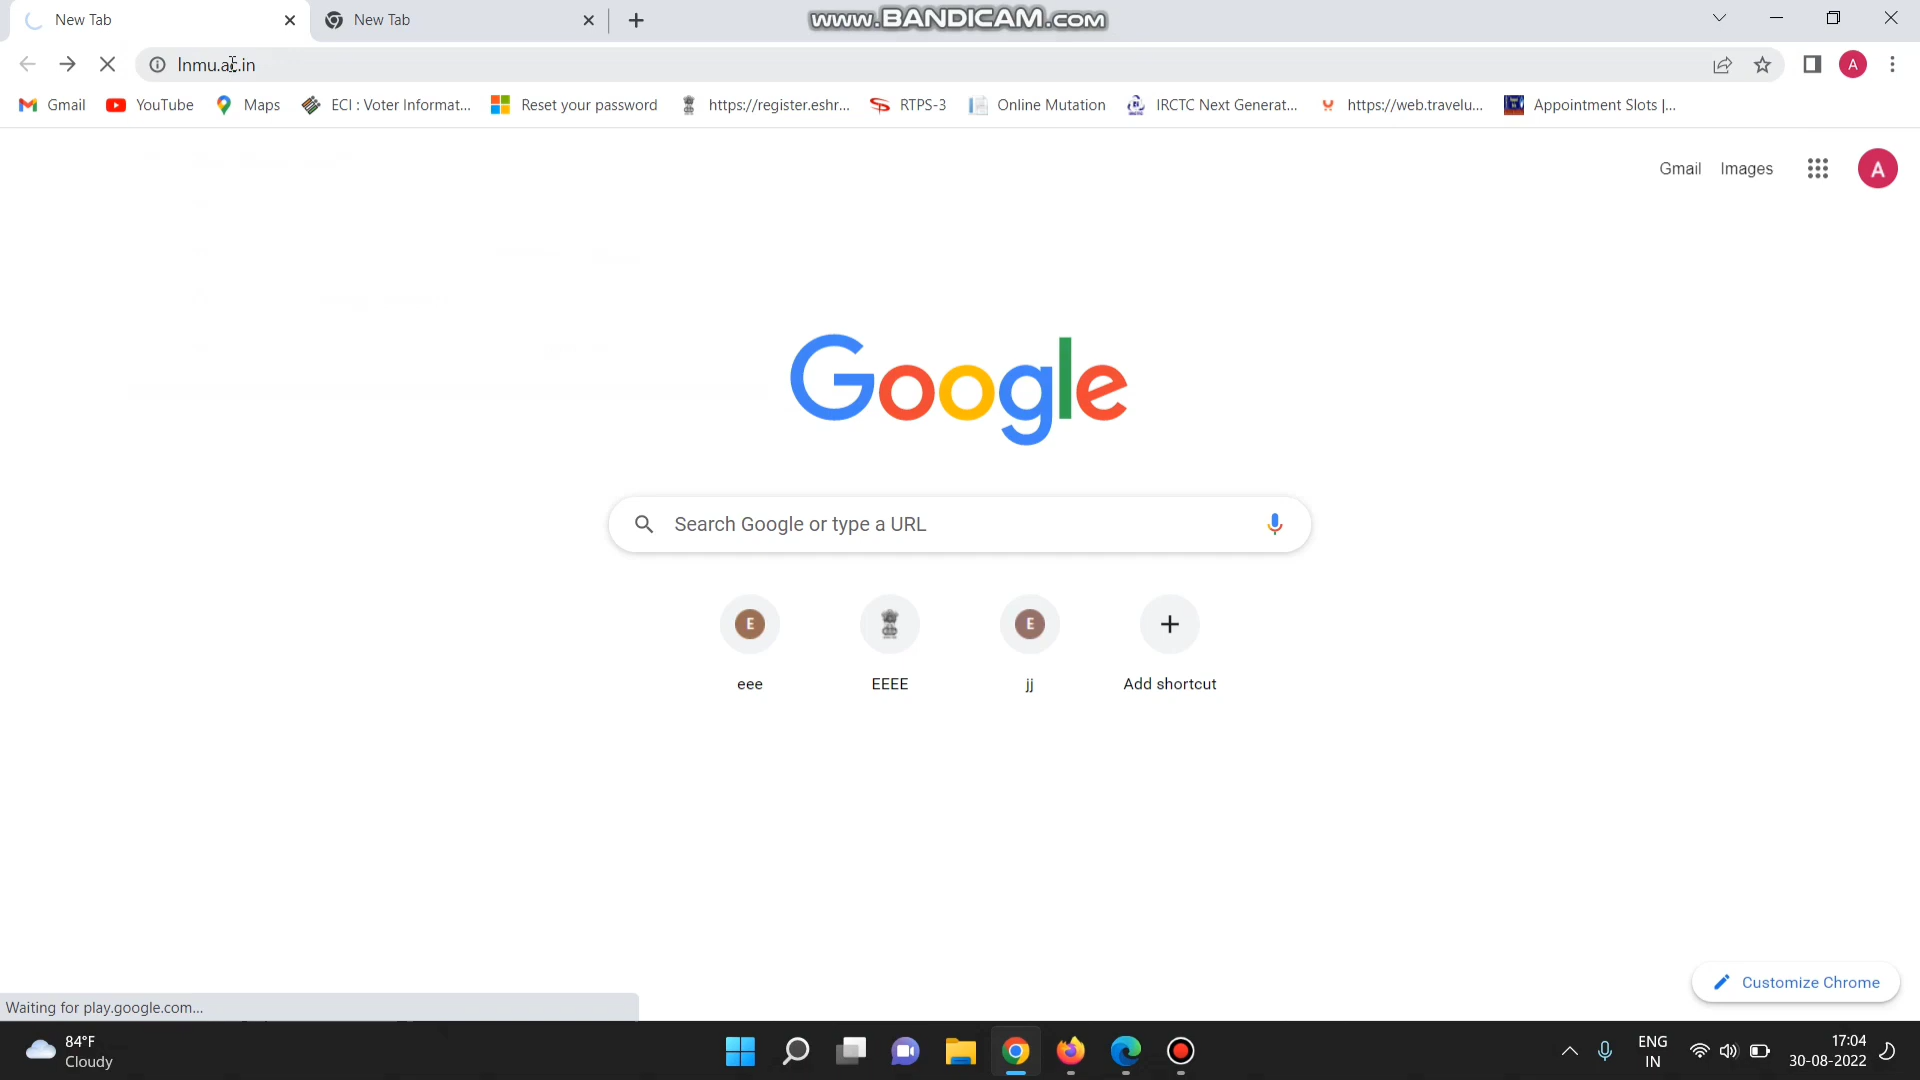 New Tab
New Tab
www.BANDICAM.com
lnmu.ac.in
A
Gmail
YouTube
Maps
ECI : Voter Informat...
Reset your password
https://register.eshr...
RTPS-3
Online Mutation
IRCTC Next Generat...
https://web.travelu...
Appointment Slots |...
Gmail
Images
A
Google
Search Google or type a URL
E
E
eee
EEEE
jj
Add shortcut
Customize Chrome
Waiting for play.google.com...
84°F
Cloudy
ENG
IN
17:04
30-08-2022